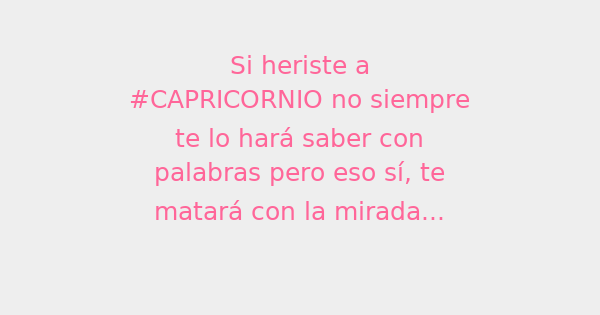 Si heriste a
#CAPRICORNIO no siempre
te lo hará saber con
palabras pero eso sí, te
matará con la mirada...